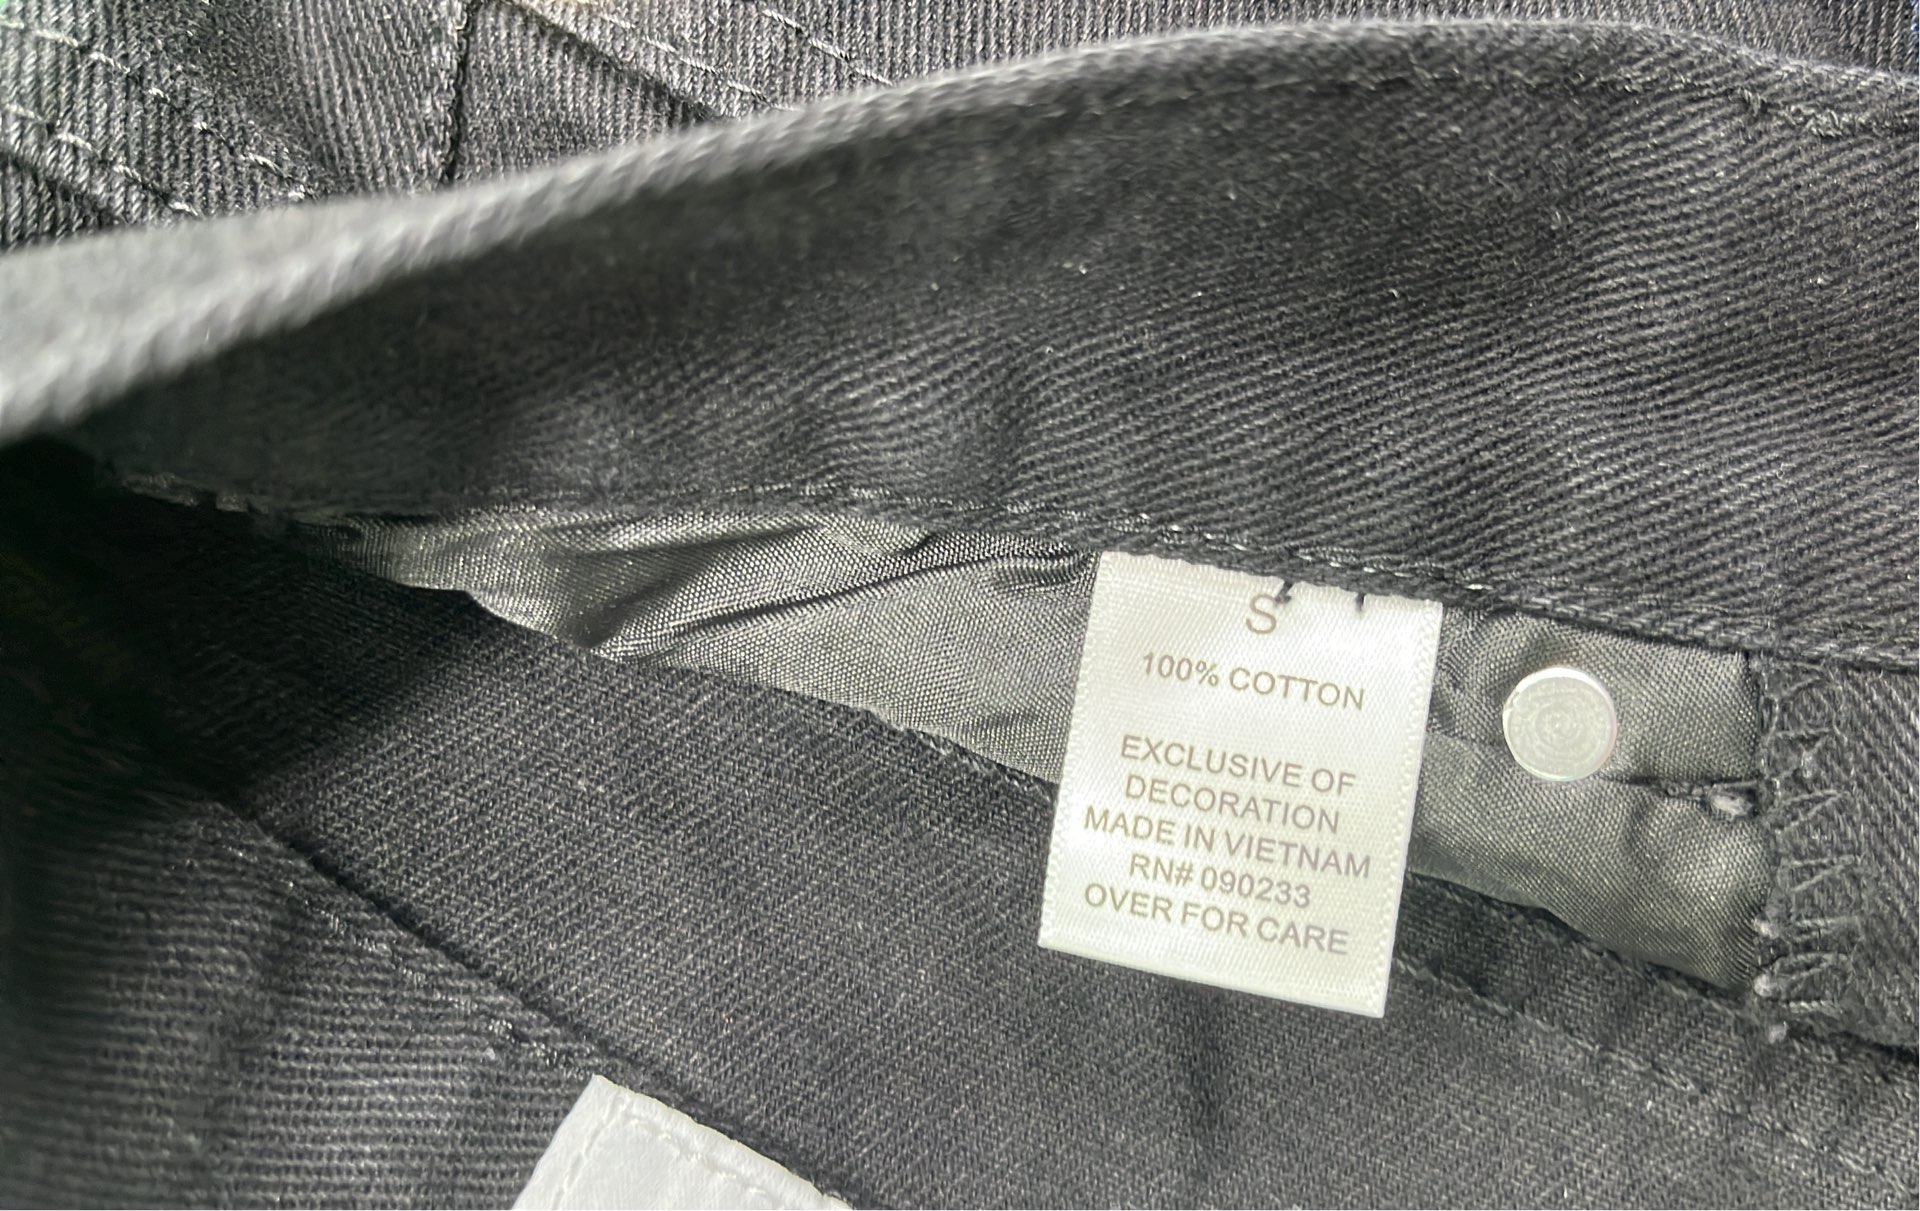 S
100% COTTON
EXCLUSIVE OF
DECORATION
MADE IN VIETNAM
RN# 090233
OVER FOR CARE